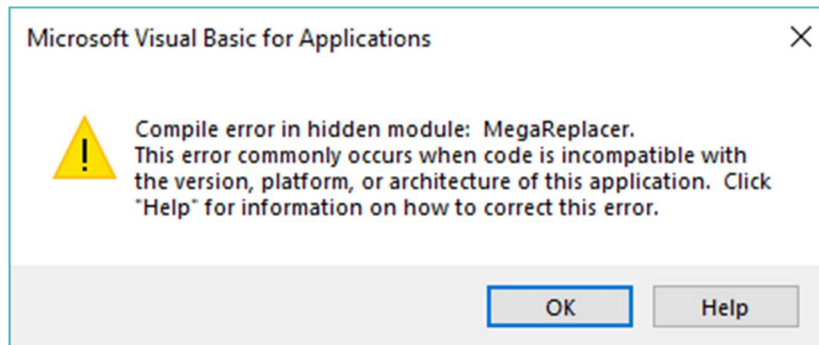 Microsoft Visual Basic for Applications
Compile error in hidden module:  MegaReplacer.
This error commonly occurs when code is incompatible with
the version, platform, or architecture of this application.  Click
"Help" for information on how to correct this error.
OK
Help